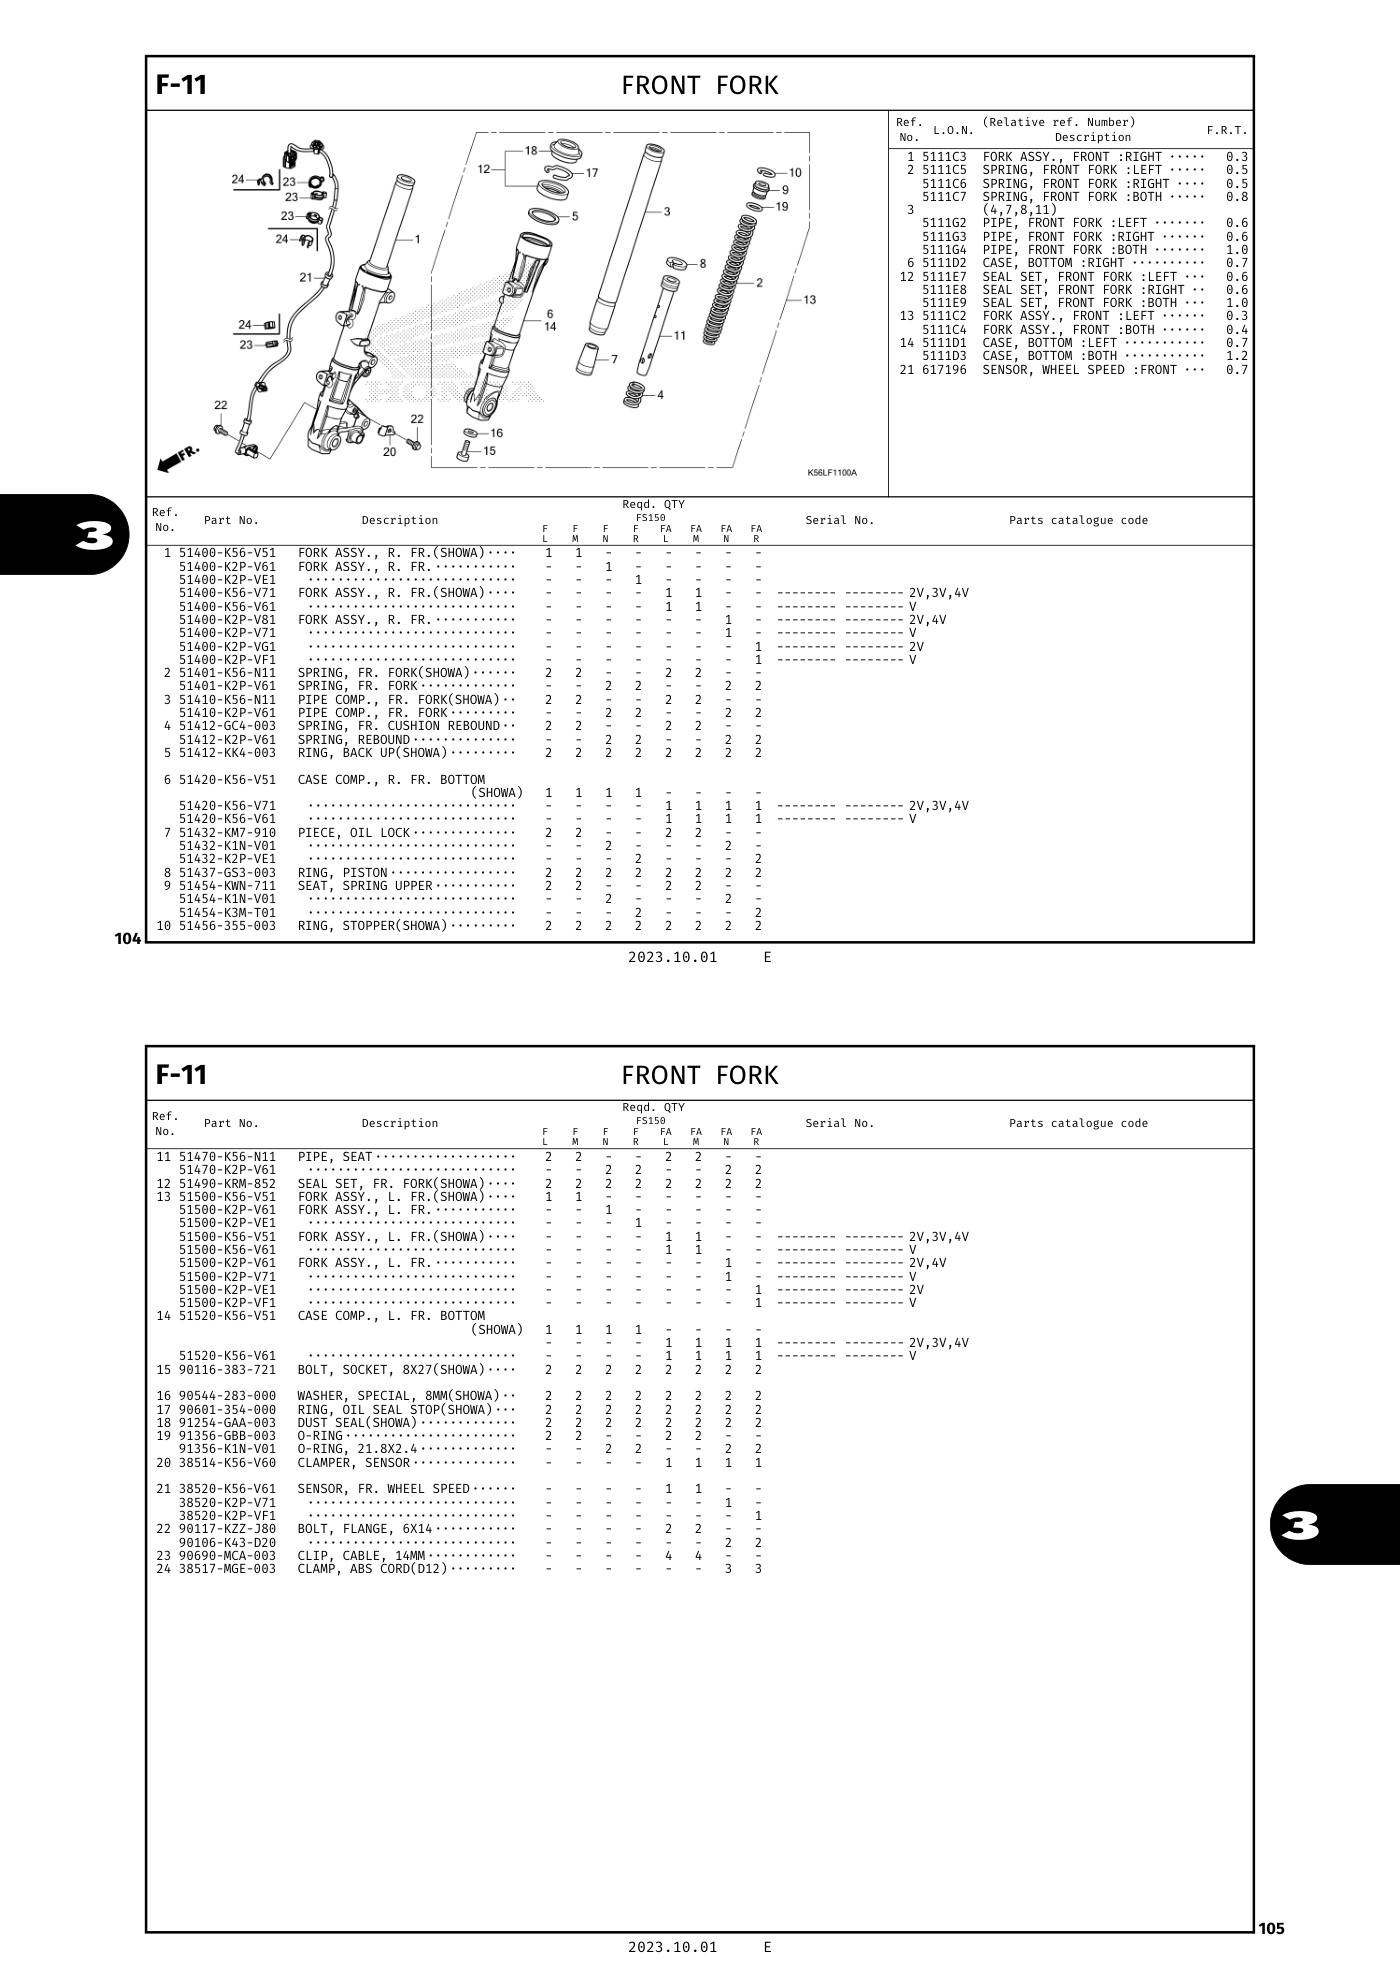 F-11 FRONT FORK
18
12
17
5
3
10
9
19
8
2
13
11
6
14
7
4
16
15
1
24
23
23
23
24
21
24
23
22
22
20
FR.
HONDA
K56LF1100A
Ref. No. L.O.N. (Relative ref. Number) Description F.R.T.
1 5111C3 FORK ASSY., FRONT :RIGHT ····· 0.3
2 5111C5 SPRING, FRONT FORK :LEFT ····· 0.5
5111C6 SPRING, FRONT FORK :RIGHT ···· 0.5
5111C7 SPRING, FRONT FORK :BOTH ····· 0.8
3 (4,7,8,11)
5111G2 PIPE, FRONT FORK :LEFT ······· 0.6
5111G3 PIPE, FRONT FORK :RIGHT ······ 0.6
5111G4 PIPE, FRONT FORK :BOTH ······· 1.0
6 5111D2 CASE, BOTTOM :RIGHT ·········· 0.7
12 5111E7 SEAL SET, FRONT FORK :LEFT ··· 0.6
5111E8 SEAL SET, FRONT FORK :RIGHT ·· 0.6
5111E9 SEAL SET, FRONT FORK :BOTH ··· 1.0
13 5111C2 FORK ASSY., FRONT :LEFT ······ 0.3
5111C4 FORK ASSY., FRONT :BOTH ······ 0.4
14 5111D1 CASE, BOTTOM :LEFT ··········· 0.7
5111D3 CASE, BOTTOM :BOTH ··········· 1.2
21 617196 SENSOR, WHEEL SPEED :FRONT ··· 0.7
3
Reqd. QTY
Ref. No. Part No. Description FS150 Serial No. Parts catalogue code
F F F F FA FA FA FA
L M N R L M N R
1 51400-K56-V51 FORK ASSY., R. FR.(SHOWA)···· 1 1 - - - - - -
51400-K2P-V61 FORK ASSY., R. FR.··········· - - 1 - - - - -
51400-K2P-VE1 ···························· - - - 1 - - - -
51400-K56-V71 FORK ASSY., R. FR.(SHOWA)···· - - - - 1 1 - - -------- -------- 2V,3V,4V
51400-K56-V61 ···························· - - - - 1 1 - - -------- -------- V
51400-K2P-V81 FORK ASSY., R. FR.··········· - - - - - - 1 - -------- -------- 2V,4V
51400-K2P-V71 ···························· - - - - - - 1 - -------- -------- V
51400-K2P-VG1 ···························· - - - - - - - 1 -------- -------- 2V
51400-K2P-VF1 ···························· - - - - - - - 1 -------- -------- V
2 51401-K56-N11 SPRING, FR. FORK(SHOWA)······ 2 2 - - 2 2 - -
51401-K2P-V61 SPRING, FR. FORK············· - - 2 2 - - 2 2
3 51410-K56-N11 PIPE COMP., FR. FORK(SHOWA)·· 2 2 - - 2 2 - -
51410-K2P-V61 PIPE COMP., FR. FORK········· - - 2 2 - - 2 2
4 51412-GC4-003 SPRING, FR. CUSHION REBOUND·· 2 2 - - 2 2 - -
51412-K2P-V61 SPRING, REBOUND·············· - - 2 2 - - 2 2
5 51412-KK4-003 RING, BACK UP(SHOWA)········· 2 2 2 2 2 2 2 2
6 51420-K56-V51 CASE COMP., R. FR. BOTTOM
(SHOWA) 1 1 1 1 - - - -
51420-K56-V71 ···························· - - - - 1 1 1 1 -------- -------- 2V,3V,4V
51420-K56-V61 ···························· - - - - 1 1 1 1 -------- -------- V
7 51432-KM7-910 PIECE, OIL LOCK·············· 2 2 - - 2 2 - -
51432-K1N-V01 ···························· - - 2 - - - 2 -
51432-K2P-VE1 ···························· - - - 2 - - - 2
8 51437-GS3-003 RING, PISTON················· 2 2 2 2 2 2 2 2
9 51454-KWN-711 SEAT, SPRING UPPER··········· 2 2 - - 2 2 - -
51454-K1N-V01 ···························· - - 2 - - - 2 -
51454-K3M-T01 ···························· - - - 2 - - - 2
10 51456-355-003 RING, STOPPER(SHOWA)········· 2 2 2 2 2 2 2 2
104
2023.10.01 E
F-11 FRONT FORK
Reqd. QTY
Ref. No. Part No. Description FS150 Serial No. Parts catalogue code
F F F F FA FA FA FA
L M N R L M N R
11 51470-K56-N11 PIPE, SEAT··················· 2 2 - - 2 2 - -
51470-K2P-V61 ···························· - - 2 2 - - 2 2
12 51490-KRM-852 SEAL SET, FR. FORK(SHOWA)···· 2 2 2 2 2 2 2 2
13 51500-K56-V51 FORK ASSY., L. FR.(SHOWA)···· 1 1 - - - - - -
51500-K2P-V61 FORK ASSY., L. FR.··········· - - 1 - - - - -
51500-K2P-VE1 ···························· - - - 1 - - - -
51500-K56-V51 FORK ASSY., L. FR.(SHOWA)···· - - - - 1 1 - - -------- -------- 2V,3V,4V
51500-K56-V61 ···························· - - - - 1 1 - - -------- -------- V
51500-K2P-V61 FORK ASSY., L. FR.··········· - - - - - - 1 - -------- -------- 2V,4V
51500-K2P-V71 ···························· - - - - - - 1 - -------- -------- V
51500-K2P-VE1 ···························· - - - - - - - 1 -------- -------- 2V
51500-K2P-VF1 ···························· - - - - - - - 1 -------- -------- V
14 51520-K56-V51 CASE COMP., L. FR. BOTTOM
(SHOWA) 1 1 1 1 - - - -
- - - - 1 1 1 1 -------- -------- 2V,3V,4V
51520-K56-V61 ···························· - - - - 1 1 1 1 -------- -------- V
15 90116-383-721 BOLT, SOCKET, 8X27(SHOWA)···· 2 2 2 2 2 2 2 2
16 90544-283-000 WASHER, SPECIAL, 8MM(SHOWA)·· 2 2 2 2 2 2 2 2
17 90601-354-000 RING, OIL SEAL STOP(SHOWA)··· 2 2 2 2 2 2 2 2
18 91254-GAA-003 DUST SEAL(SHOWA)············· 2 2 2 2 2 2 2 2
19 91356-GBB-003 O-RING······················· 2 2 - - 2 2 - -
91356-K1N-V01 O-RING, 21.8X2.4············· - - 2 2 - - 2 2
20 38514-K56-V60 CLAMPER, SENSOR·············· - - - - 1 1 1 1
21 38520-K56-V61 SENSOR, FR. WHEEL SPEED······ - - - - 1 1 - -
38520-K2P-V71 ···························· - - - - - - 1 -
38520-K2P-VF1 ···························· - - - - - - - 1
22 90117-KZZ-J80 BOLT, FLANGE, 6X14··········· - - - - 2 2 - -
90106-K43-D20 ···························· - - - - - - 2 2
23 90690-MCA-003 CLIP, CABLE, 14MM············ - - - - 4 4 - -
24 38517-MGE-003 CLAMP, ABS CORD(D12)········· - - - - - - 3 3
3
105
2023.10.01 E